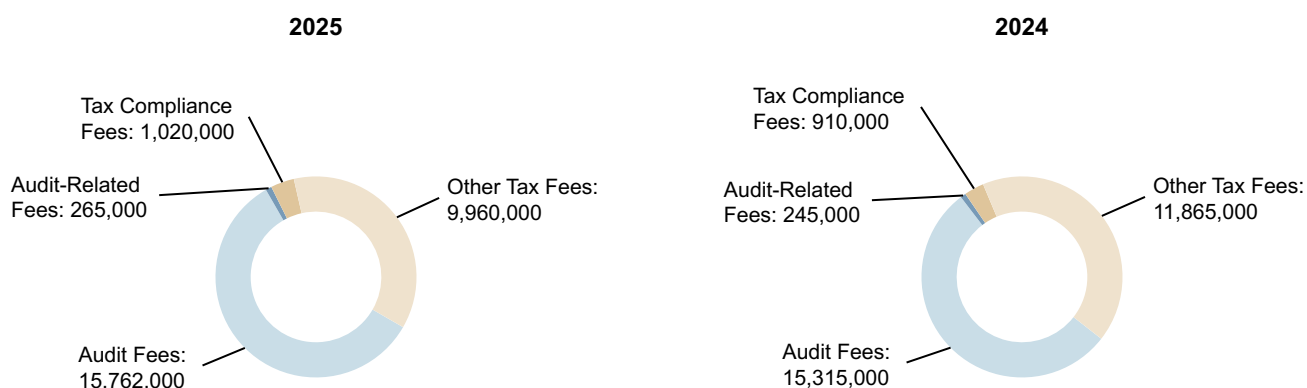 2025
Tax Compliance
Fees: 1,020,000
Audit-Related
Fees: 265,000
Other Tax Fees:
9,960,000
Audit Fees:
15,762,000
2024
Tax Compliance
Fees: 910,000
Audit-Related
Fees: 245,000
Other Tax Fees:
11,865,000
Audit Fees:
15,315,000